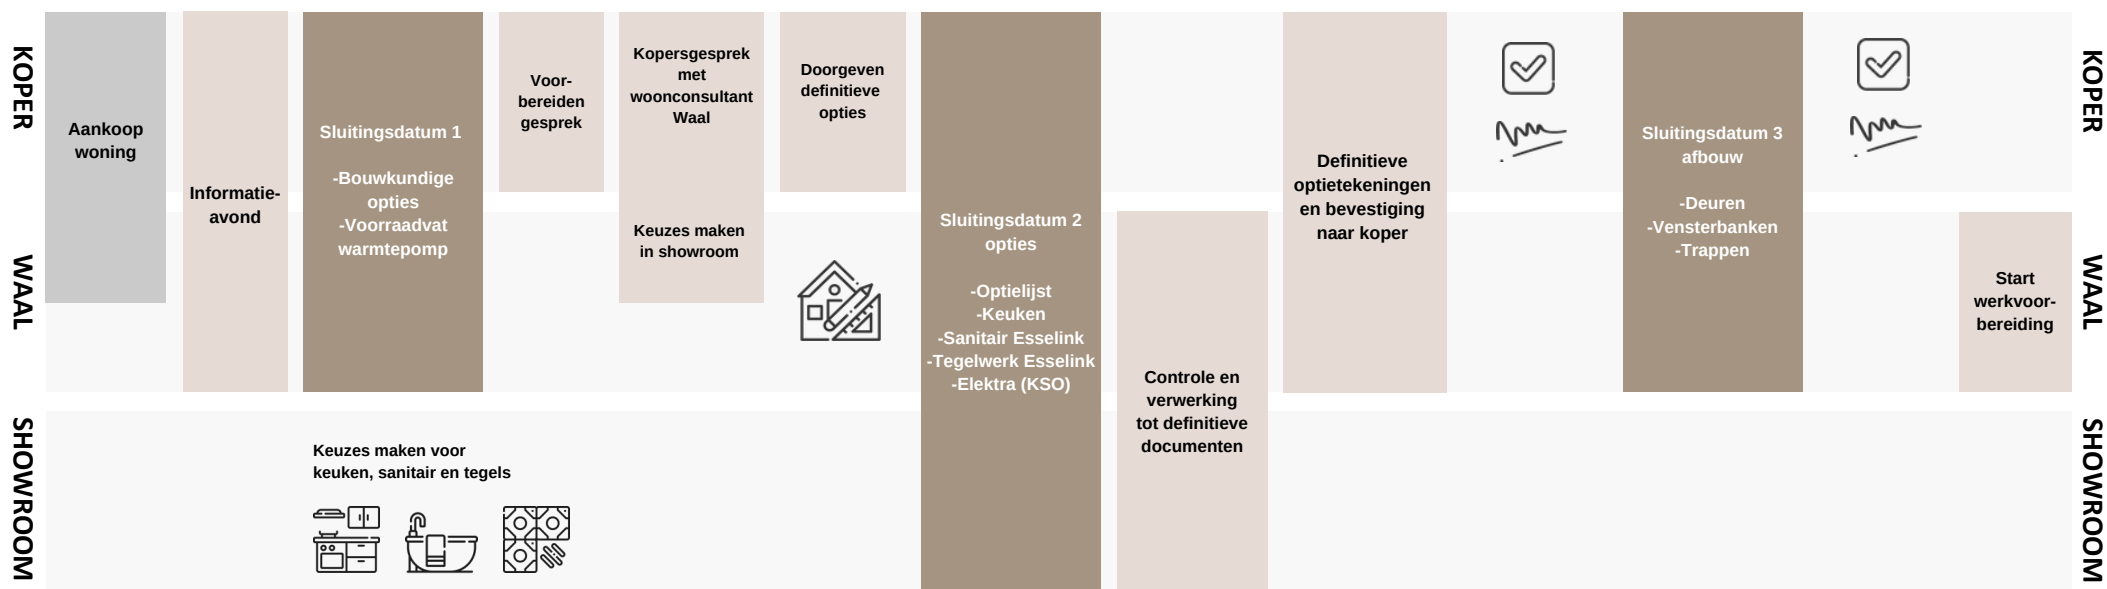 KOPER
WAAL
SHOWROOM
Aankoop
woning
Informatie-
avond
Sluitingsdatum 1
-Bouwkundige
opties
-Voorraadvat
warmtepomp
Voor-
bereiden
gesprek
Kopersgesprek
met
woonconsultant
Waal
Keuzes maken
in showroom
Doorgeven
definitieve
opties
Keuzes maken voor
keuken, sanitair en tegels
Sluitingsdatum 2
opties
-Optielijst
-Keuken
-Sanitair Esselink
-Tegelwerk Esselink
-Elektra (KSO)
Controle en
verwerking
tot definitieve
documenten
Definitieve
optietekeningen
en bevestiging
naar koper
Sluitingsdatum 3
afbouw
-Deuren
-Vensterbanken
-Trappen
Start
werkvoor-
bereiding
KOPER
WAAL
SHOWROOM